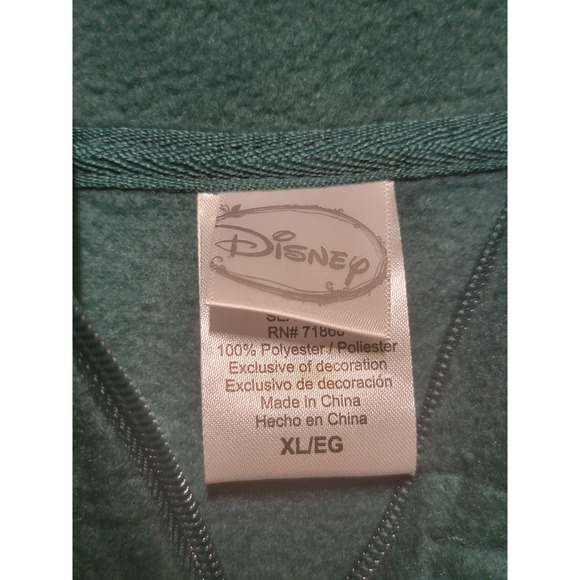 Disney
RN# 71868
100% Polyester / Poliester
Exclusive of decoration
Exclusivo de decoración
Made in China
Hecho en China
XL/EG